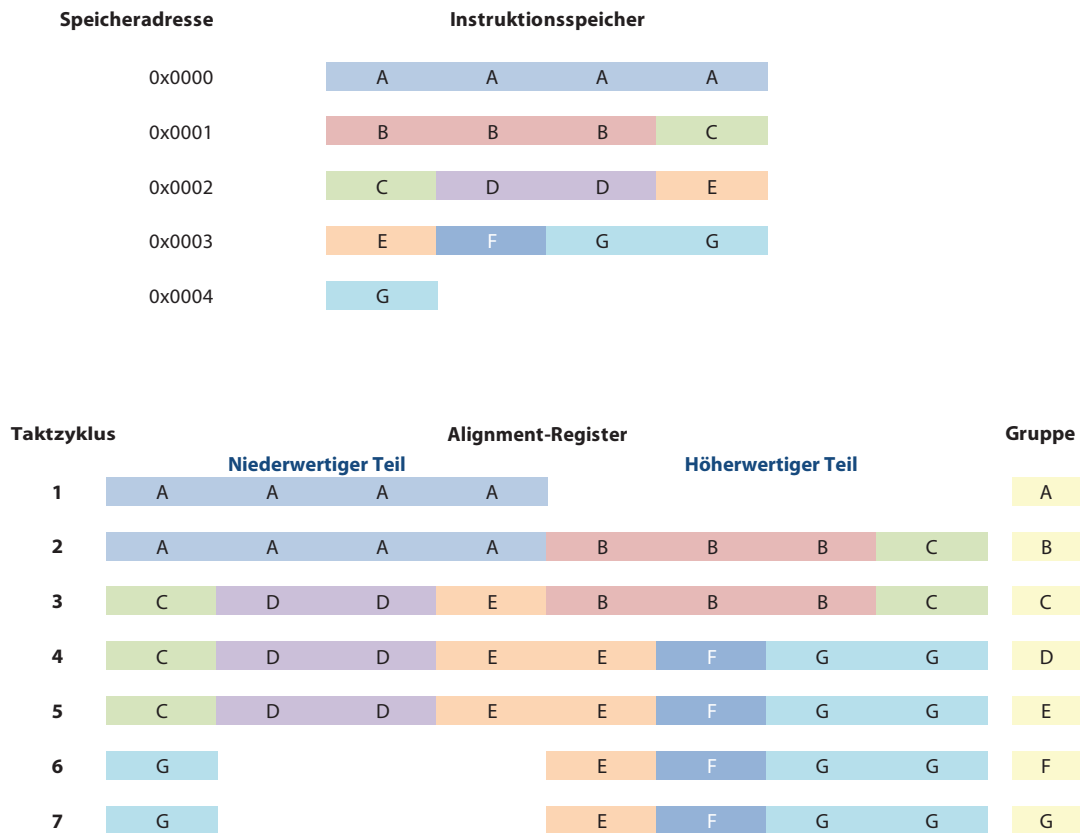 Speicheradresse Instruktionsspeicher
0x0000 A A A A
0x0001 B B B C
0x0002 C D D E
0x0003 E F G G
0x0004 G
Taktzyklus Alignment-Register Gruppe
Niederwertiger Teil Höherwertiger Teil
1 A A A A A
2 A A A A B B B C B
3 C D D E B B B C C
4 C D D E E F G G D
5 C D D E E F G G E
6 G E F G G F
7 G E F G G G